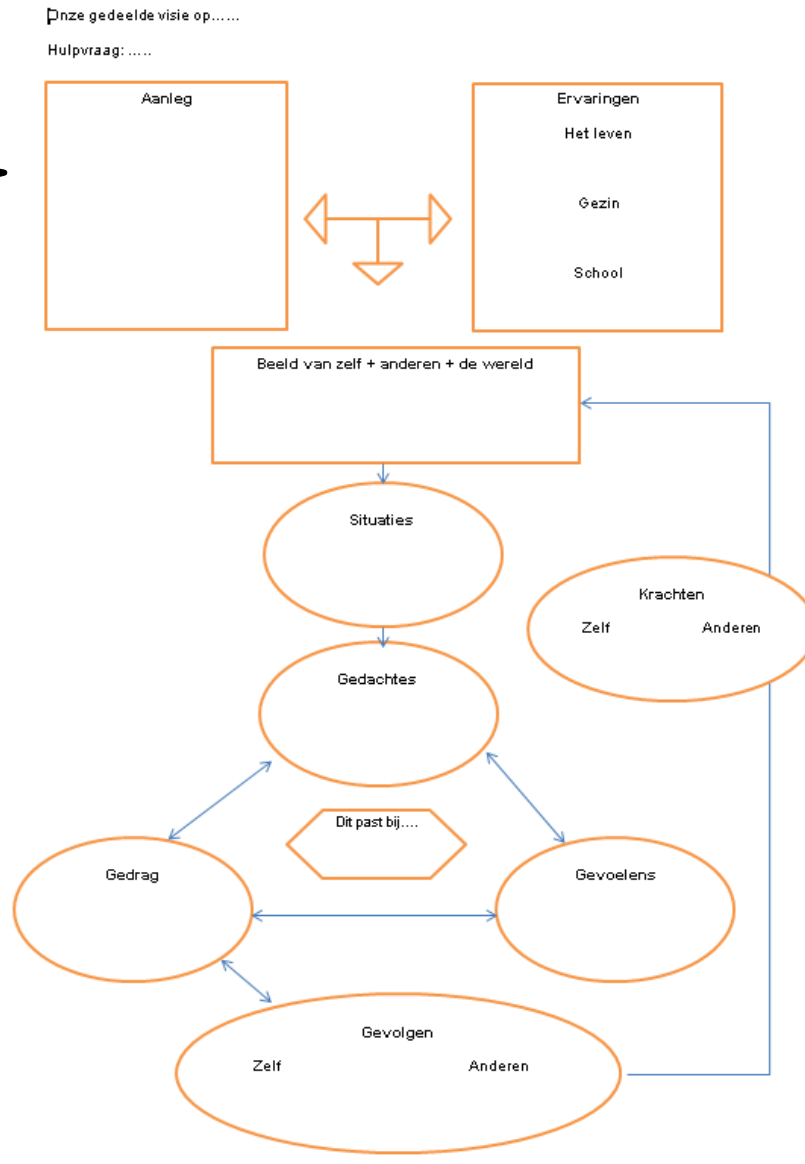 Onze gedeelde visie op......
Hulpvraag: .....
Aanleg
Ervaringen
Het leven
Gezin
School
Beeld van zelf + anderen + de wereld
Situaties
Krachten
Zelf Anderen
Gedachtes
Dit past bij....
Gedrag
Gevoelens
Gevolgen
Zelf Anderen